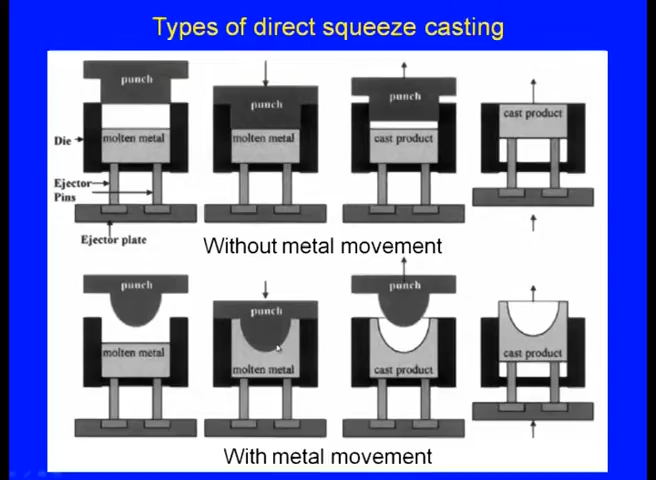 Types of direct squeeze casting
punch
punch
punch
cast product
Die
molten metal
molten metal
cast product
Ejector
Pins
Ejector plate
Without metal movement
punch
punch
punch
molten metal
molten metal
cast product
cast product
With metal movement